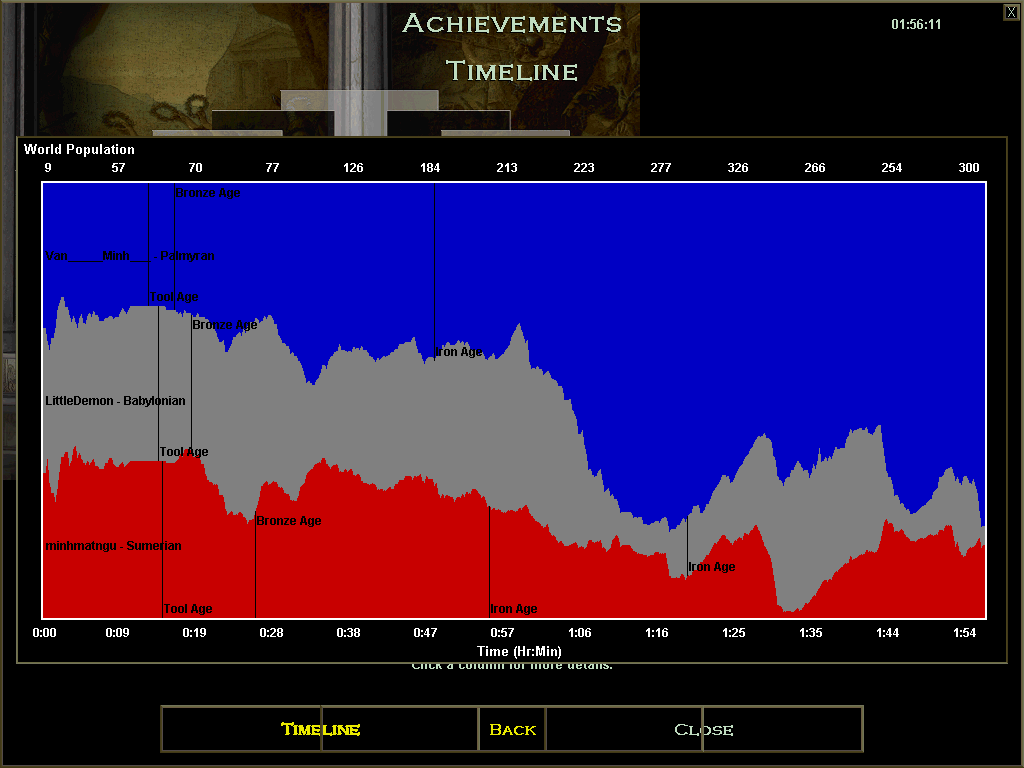 Achievements
01:56:11
X
Timeline
World Population
9 57 70 77 126 184 213 223 277 326 266 254 300
Bronze Age
Van Minh Palmyran
Tool Age
Bronze Age
Iron Age
LittleDemon - Babylonian
Tool Age
Bronze Age
minhmatngu - Sumerian
Iron Age
Tool Age
Iron Age
0:00 0:09 0:19 0:28 0:38 0:47 0:57 1:06 1:16 1:25 1:35 1:44 1:54
Time (Hr:Min)
Click a column for more details.
Timeline Back Close